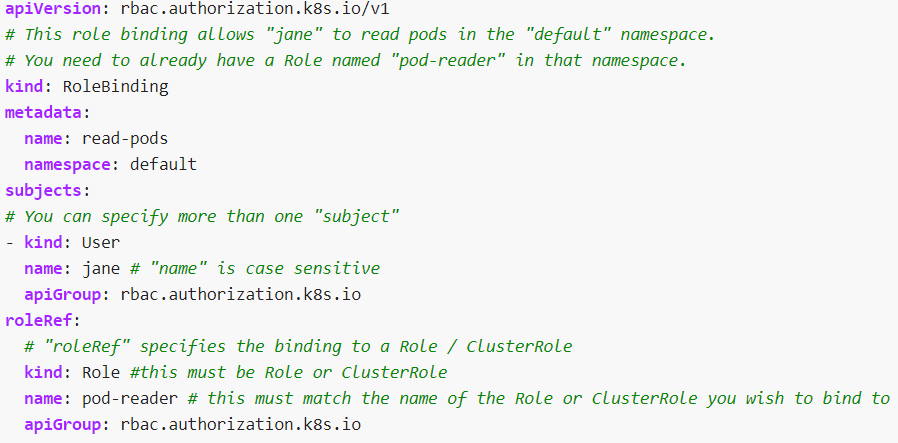 apiVersion: rbac.authorization.k8s.io/v1
# This role binding allows "jane" to read pods in the "default" namespace.
# You need to already have a Role named "pod-reader" in that namespace.
kind: RoleBinding
metadata:
  name: read-pods
  namespace: default
subjects:
# You can specify more than one "subject"
- kind: User
  name: jane # "name" is case sensitive
  apiGroup: rbac.authorization.k8s.io
roleRef:
  # "roleRef" specifies the binding to a Role / ClusterRole
  kind: Role #this must be Role or ClusterRole
  name: pod-reader # this must match the name of the Role or ClusterRole you wish to bind to
  apiGroup: rbac.authorization.k8s.io